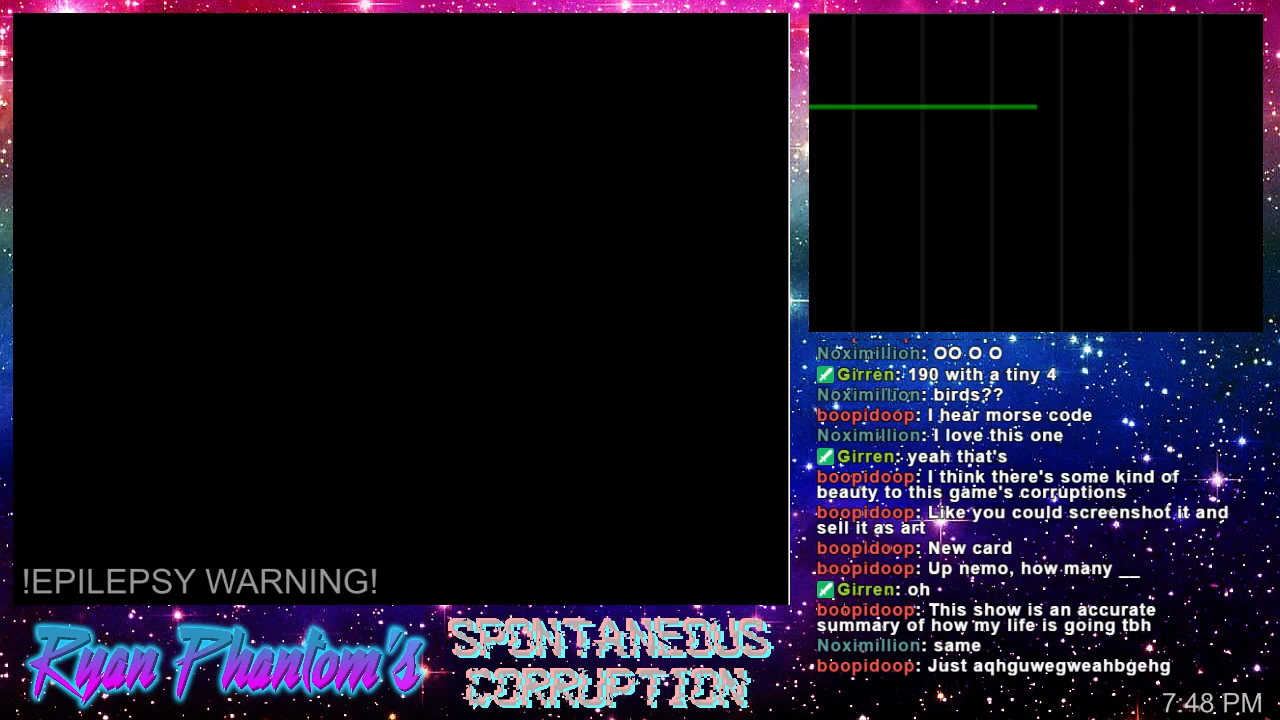 !EPILEPSY WARNING!
Ryan Phantom's
SPONTANEOUS
CORRUPTION
Noximillion: OO O O
Girren: 190 with a tiny 4
Noximillion: birds??
boopidoop: I hear morse code
Noximillion: I love this one
Girren: yeah that's
boopidoop: I think there's some kind of
beauty to this game's corruptions
boopidoop: Like you could screenshot it and
sell it as art
boopidoop: New card
boopidoop: Up nemo, how many __
Girren: oh
boopidoop: This show is an accurate
summary of how my life is going tbh
Noximillion: same
boopidoop: Just aqhguwegweahbgehg
7:48 PM